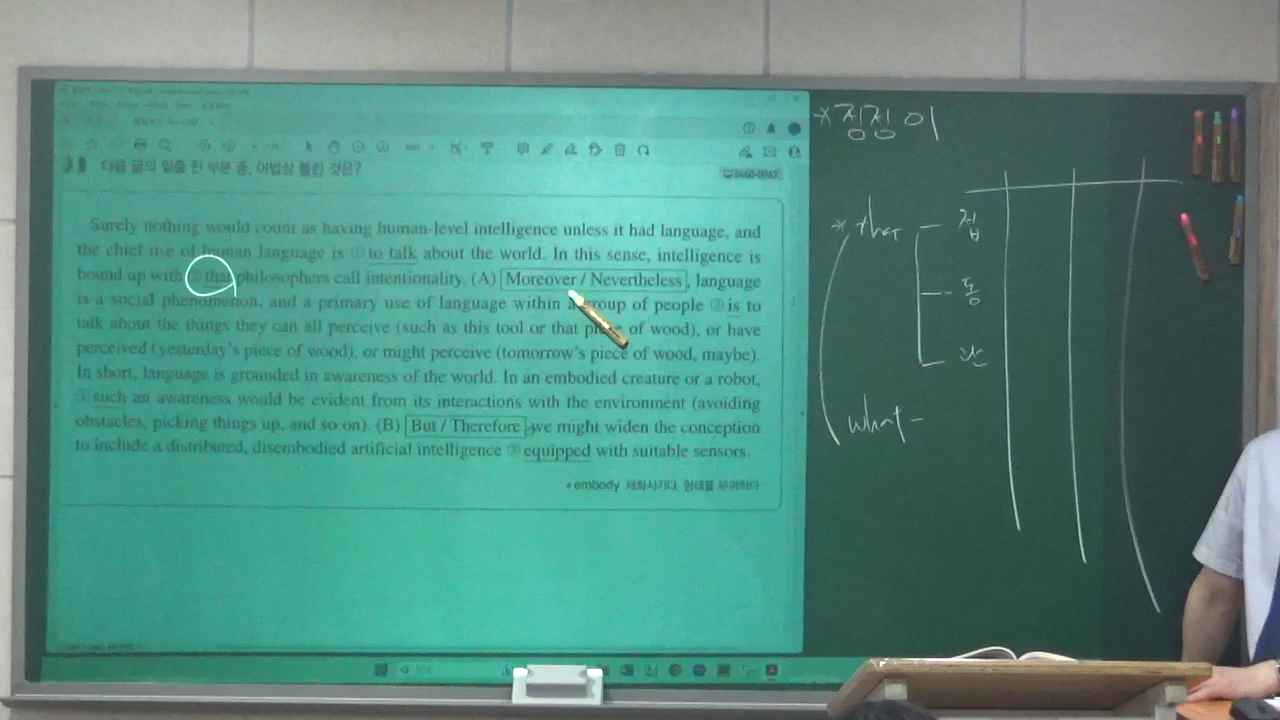 다음 글의 밑줄 친 부분 중, 어법상 틀린 것은?
Surely nothing would count as having human-level intelligence unless it had language, and
the chief use of human language is ① to talk about the world. In this sense, intelligence is
bound up with ② that philosophers call intentionality. (A) Moreover / Nevertheless, language
is a social phenomenon, and a primary use of language within a group of people ③ is to
talk about the things they can all perceive (such as this tool or that piece of wood), or have
perceived (yesterday's piece of wood), or might perceive (tomorrow's piece of wood, maybe).
In short, language is grounded in awareness of the world. In an embodied creature or a robot,
④ such an awareness would be evident from its interactions with the environment (avoiding
obstacles, picking things up, and so on). (B) But / Therefore, we might widen the conception
to include a distributed, disembodied artificial intelligence ⑤ equipped with suitable sensors.
* embody 체화시키다, 형태를 부여하다
* that 접
동
what